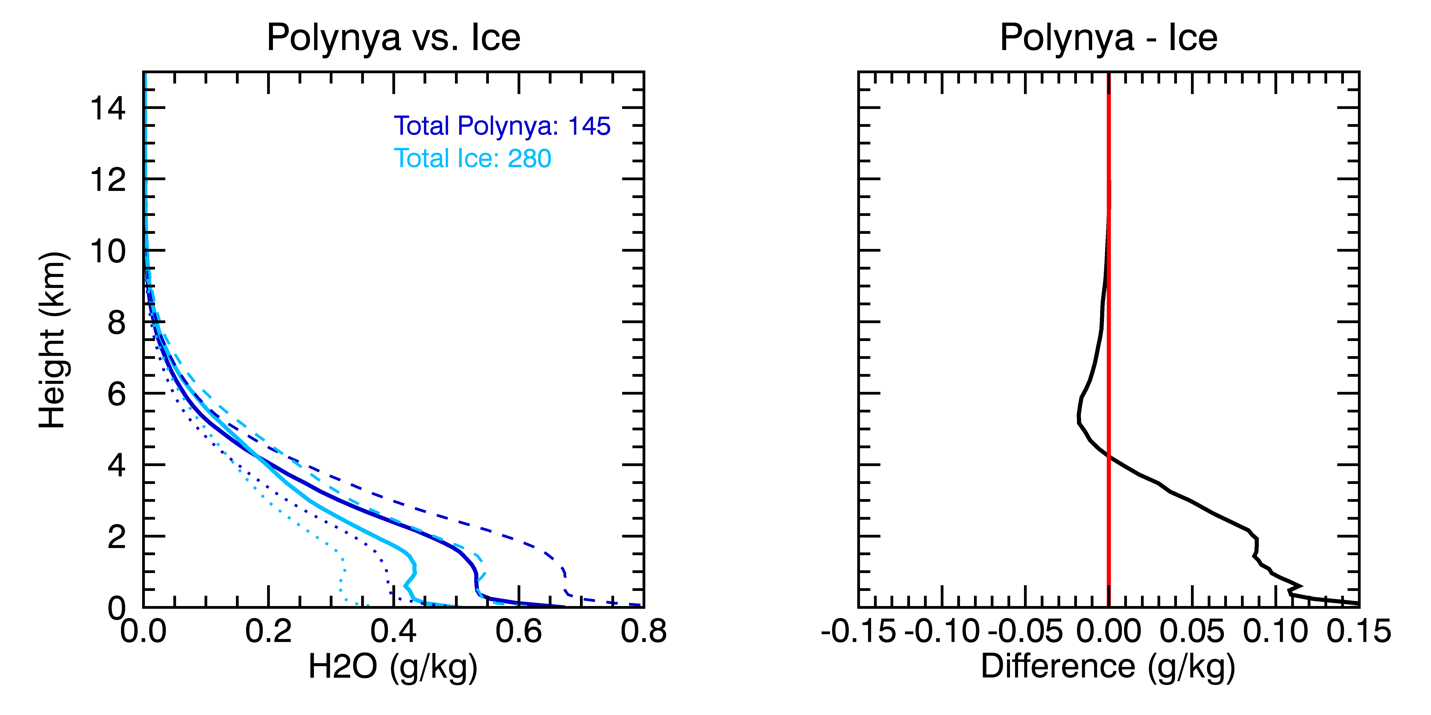 Polynya vs. Ice
Total Polynya: 145
Total Ice: 280
14
12
10
8
6
4
2
0
Height (km)
0.0 0.2 0.4 0.6 0.8
H2O (g/kg)
Polynya - Ice
-0.15 -0.10 -0.05 0.00 0.05 0.10 0.15
Difference (g/kg)